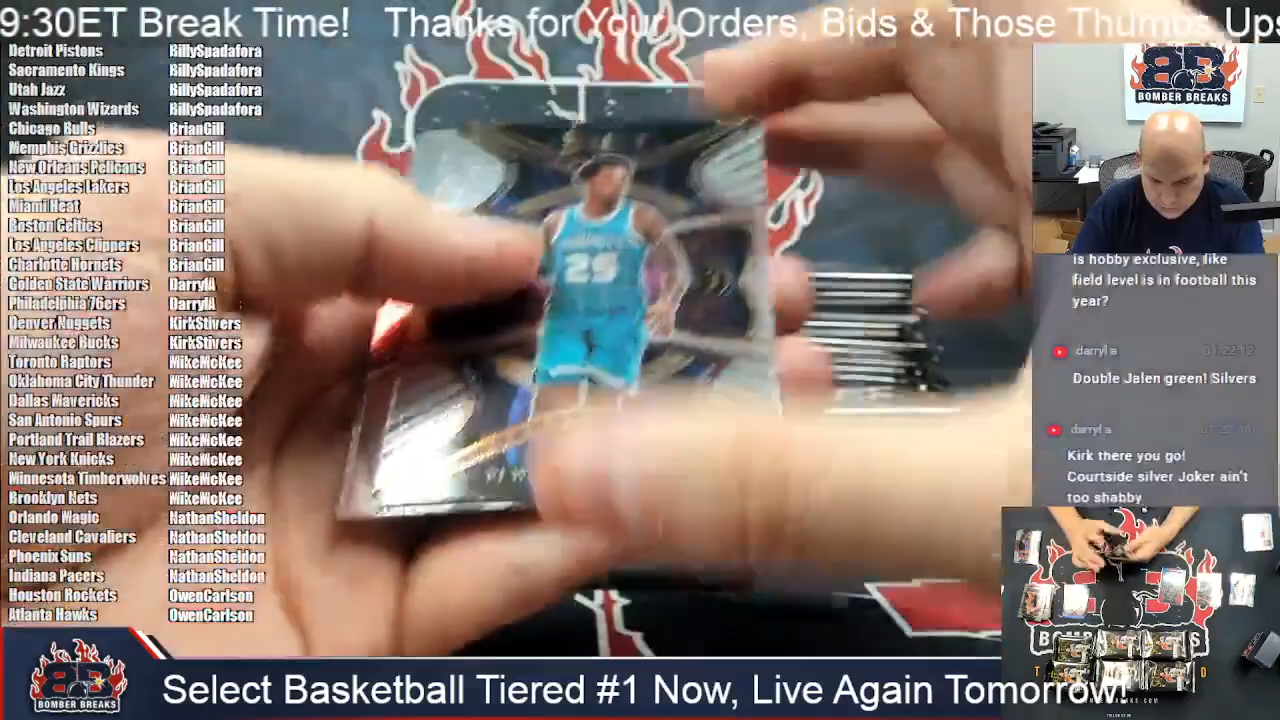 9:30ET Break Time! Thanks for Your Orders, Bids & Those Thumbs Ups
Detroit Pistons BillySpadafora
Sacramento Kings BillySpadafora
Utah Jazz BillySpadafora
Washington Wizards BillySpadafora
Chicago Bulls BrianGill
Memphis Grizzlies BrianGill
New Orleans Pelicans BrianGill
Los Angeles Lakers BrianGill
Miami Heat BrianGill
Boston Celtics BrianGill
Los Angeles Clippers BrianGill
Charlotte Hornets BrianGill
Golden State Warriors DarrylA
Philadelphia 76ers DarrylA
Denver Nuggets KirkStivers
Milwaukee Bucks KirkStivers
Toronto Raptors MikeMcKee
Oklahoma City Thunder MikeMcKee
Dallas Mavericks MikeMcKee
San Antonio Spurs MikeMcKee
Portland Trail Blazers MikeMcKee
New York Knicks MikeMcKee
Minnesota Timberwolves MikeMcKee
Brooklyn Nets MikeMcKee
Orlando Magic NathanSheldon
Cleveland Cavaliers NathanSheldon
Phoenix Suns NathanSheldon
Indiana Pacers NathanSheldon
Houston Rockets OwenCarlson
Atlanta Hawks OwenCarlson
25
BOMBER BREAKS
is hobby exclusive, like
field level is in football this
year?
darryl a 01:22:12
Double Jalen green! Silvers
darryl a
Kirk there you go!
Courtside silver Joker ain't
too shabby
BOMBER BREAKS
Select Basketball Tiered #1 Now, Live Again Tomorrow!